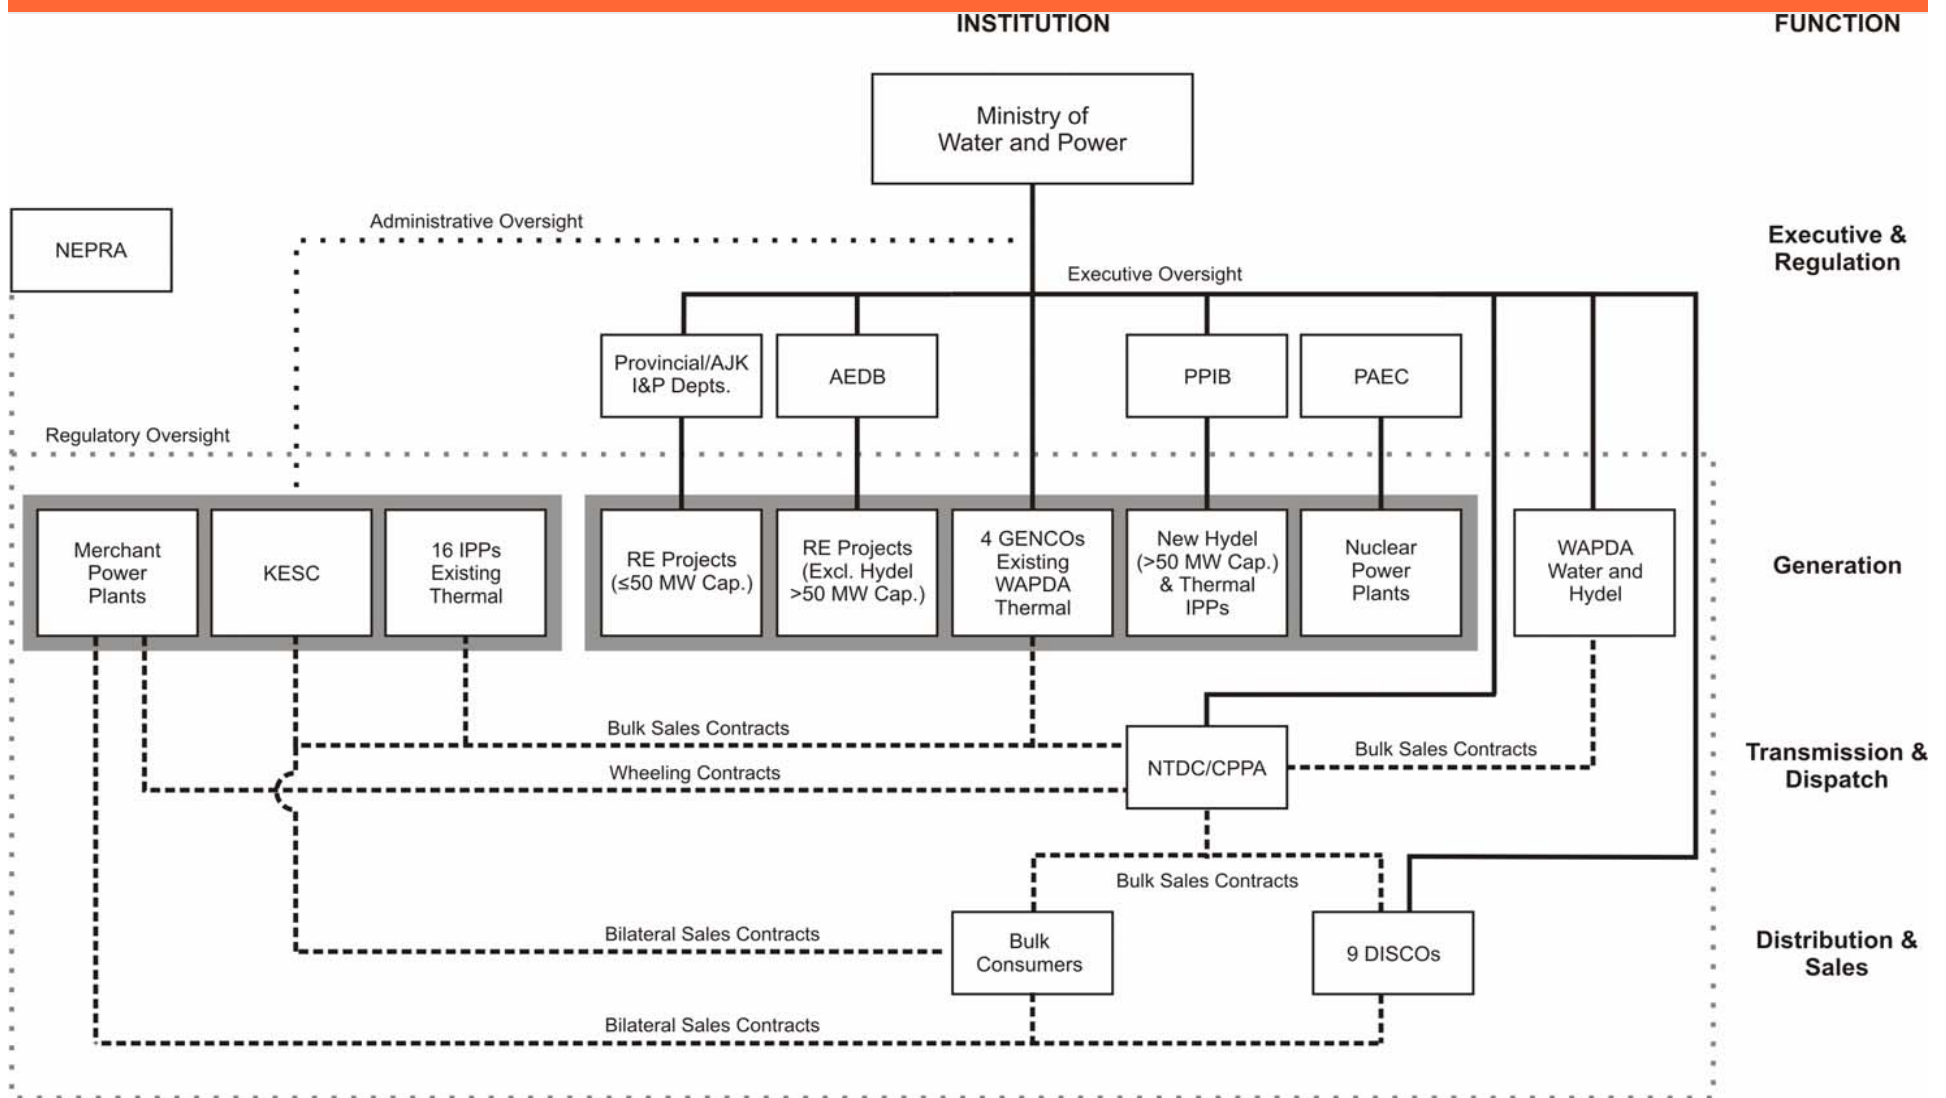 INSTITUTION
FUNCTION
Ministry of
Water and Power
NEPRA
Administrative Oversight
Executive &
Regulation
Executive Oversight
Provincial/AJK
I&P Depts.
AEDB
PPIB
PAEC
Regulatory Oversight
Merchant
Power
Plants
KESC
16 IPPs
Existing
Thermal
RE Projects
(≤50 MW Cap.)
RE Projects
(Excl. Hydel
>50 MW Cap.)
4 GENCOs
Existing
WAPDA
Thermal
New Hydel
(>50 MW Cap.)
& Thermal
IPPs
Nuclear
Power
Plants
WAPDA
Water and
Hydel
Generation
Bulk Sales Contracts
Wheeling Contracts
NTDC/CPPA
Bulk Sales Contracts
Transmission &
Dispatch
Bulk Sales Contracts
Bilateral Sales Contracts
Bulk
Consumers
9 DISCOs
Distribution &
Sales
Bilateral Sales Contracts